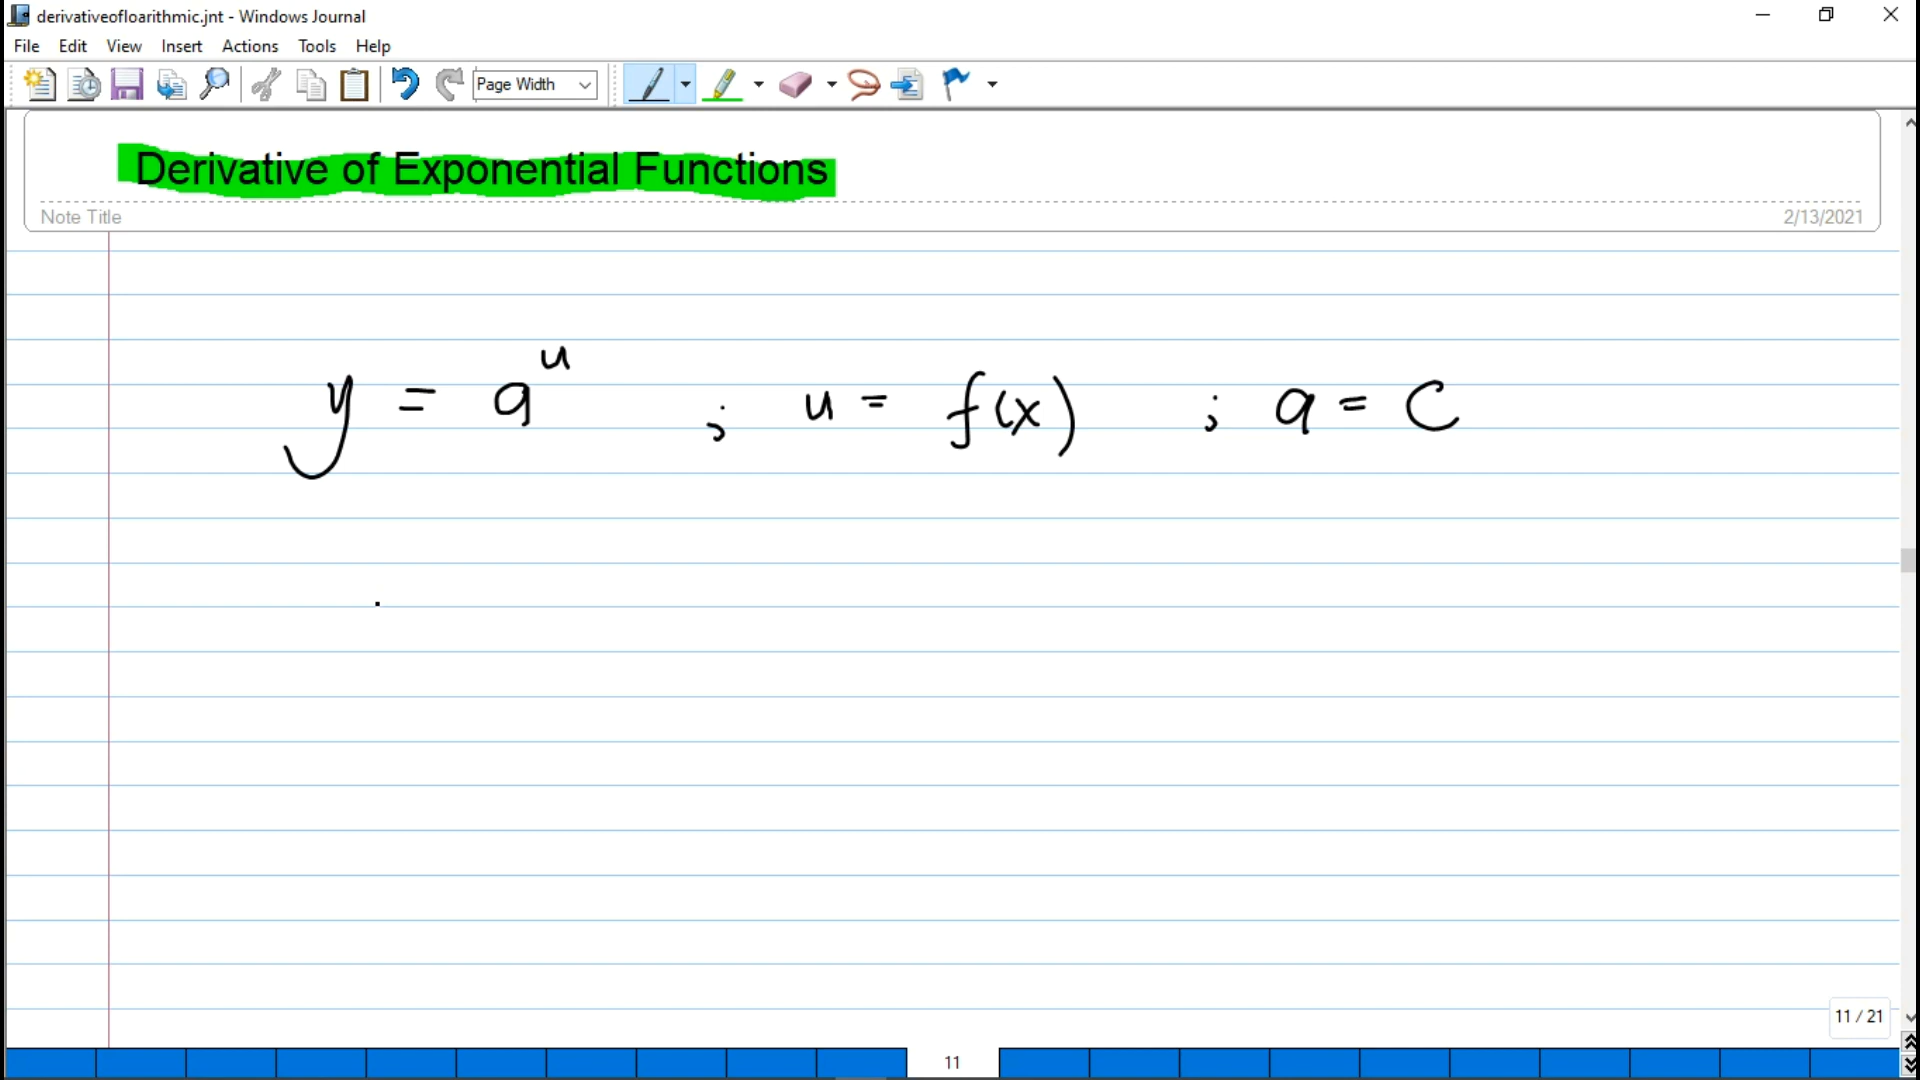 derivativeofloarithmic.jnt - Windows Journal
File Edit View Insert Actions Tools Help
Page Width
Derivative of Exponential Functions
Note Title 2/13/2021
y = a^u ; u = f(x) ; a = C
11 / 21
11